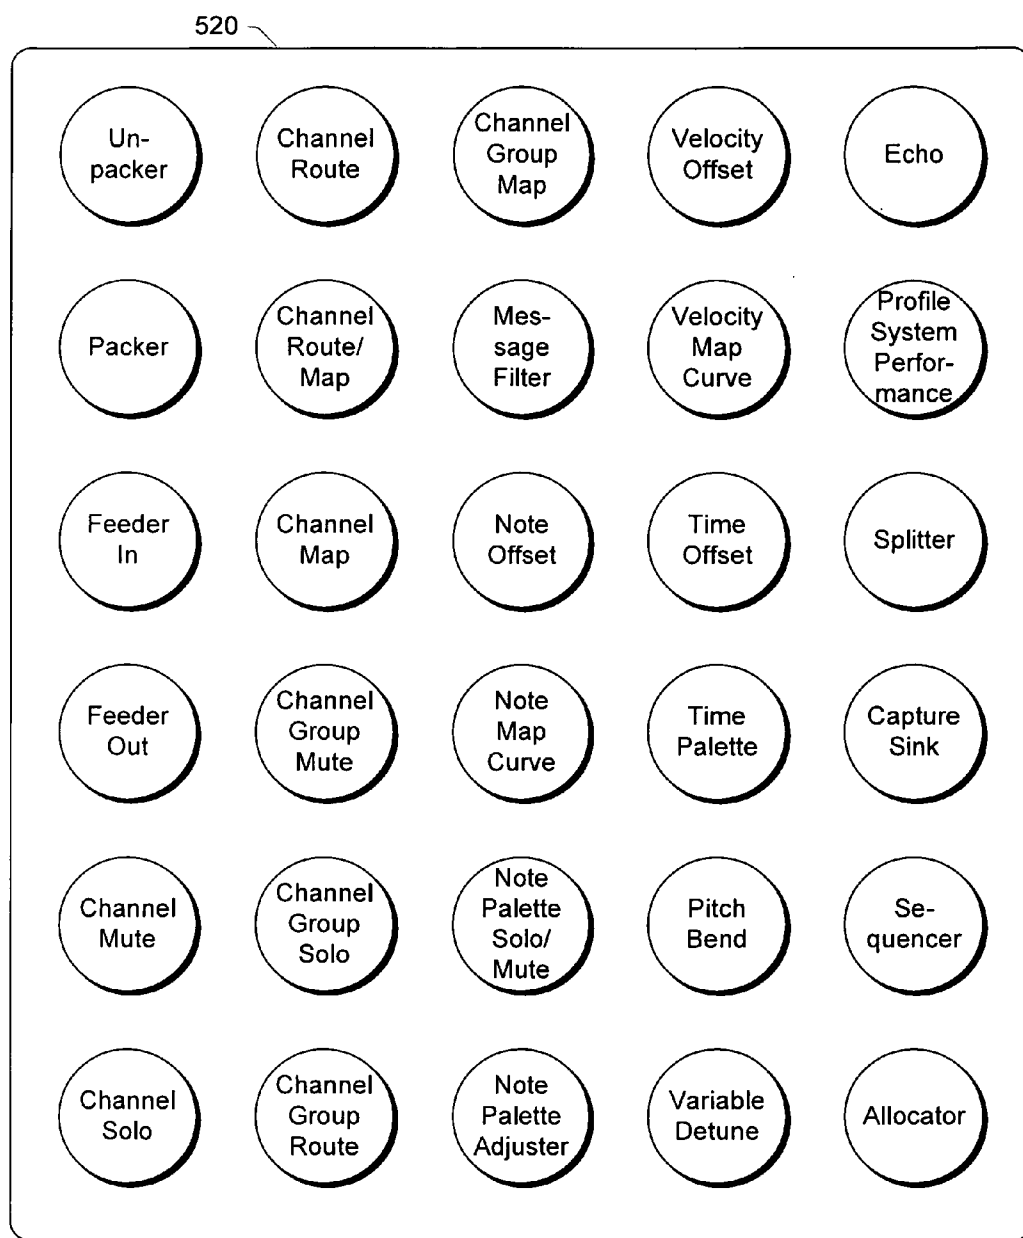 520
Un-
packer
Channel
Route
Channel
Group
Map
Velocity
Offset
Echo
Packer
Channel
Route/
Map
Mes-
sage
Filter
Velocity
Map
Curve
Profile
System
Perfor-
mance
Feeder
In
Channel
Map
Note
Offset
Time
Offset
Splitter
Feeder
Out
Channel
Group
Mute
Note
Map
Curve
Time
Palette
Capture
Sink
Channel
Mute
Channel
Group
Solo
Note
Palette
Solo/
Mute
Pitch
Bend
Se-
quencer
Channel
Solo
Channel
Group
Route
Note
Palette
Adjuster
Variable
Detune
Allocator